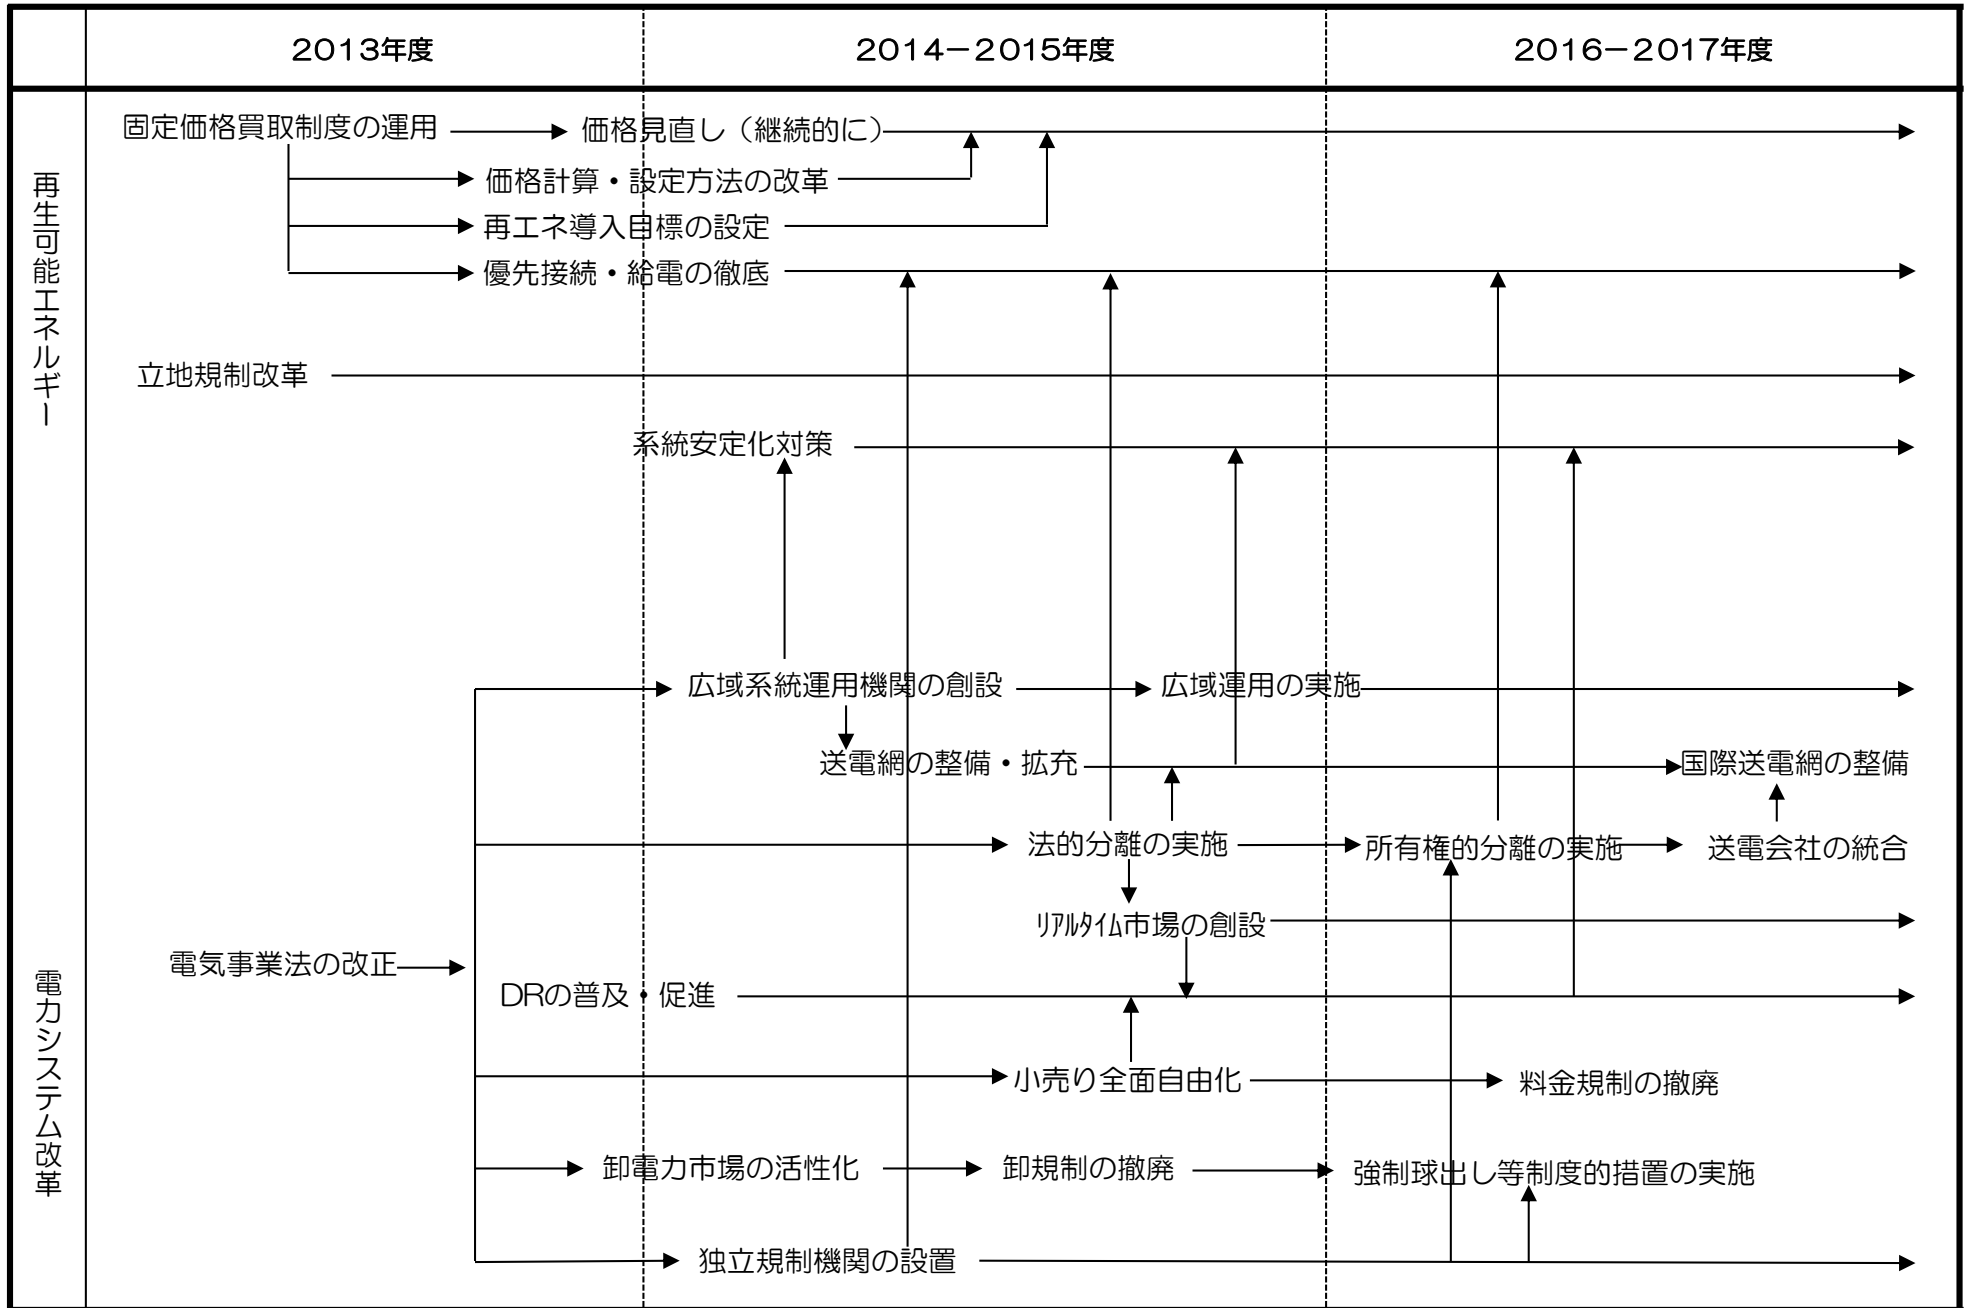 2013年度
2014－2015年度
2016－2017年度
再生可能エネルギー
固定価格買取制度の運用
価格見直し（継続的に）
価格計算・設定方法の改革
再エネ導入目標の設定
優先接続・給電の徹底
立地規制改革
系統安定化対策
電力システム改革
広域系統運用機関の創設
広域運用の実施
送電網の整備・拡充
国際送電網の整備
法的分離の実施
所有権的分離の実施
送電会社の統合
ﾘｱﾙﾀｲﾑ市場の創設
電気事業法の改正
DRの普及・促進
小売り全面自由化
料金規制の撤廃
卸電力市場の活性化
卸規制の撤廃
強制球出し等制度的措置の実施
独立規制機関の設置